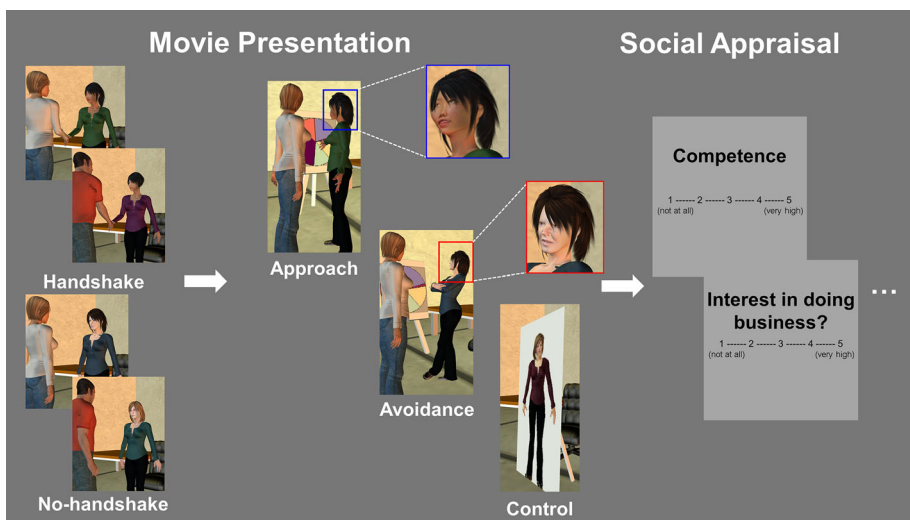 Movie Presentation
Social Appraisal
Handshake
No-handshake
Approach
Avoidance
Control
Competence
1 ------ 2 ---- 3 ---- 4 ---- 5
(not at all) (very high)
Interest in doing
business?
1 ------ 2 ---- 3 ---- 4 ---- 5
(not at all) (very high)
...